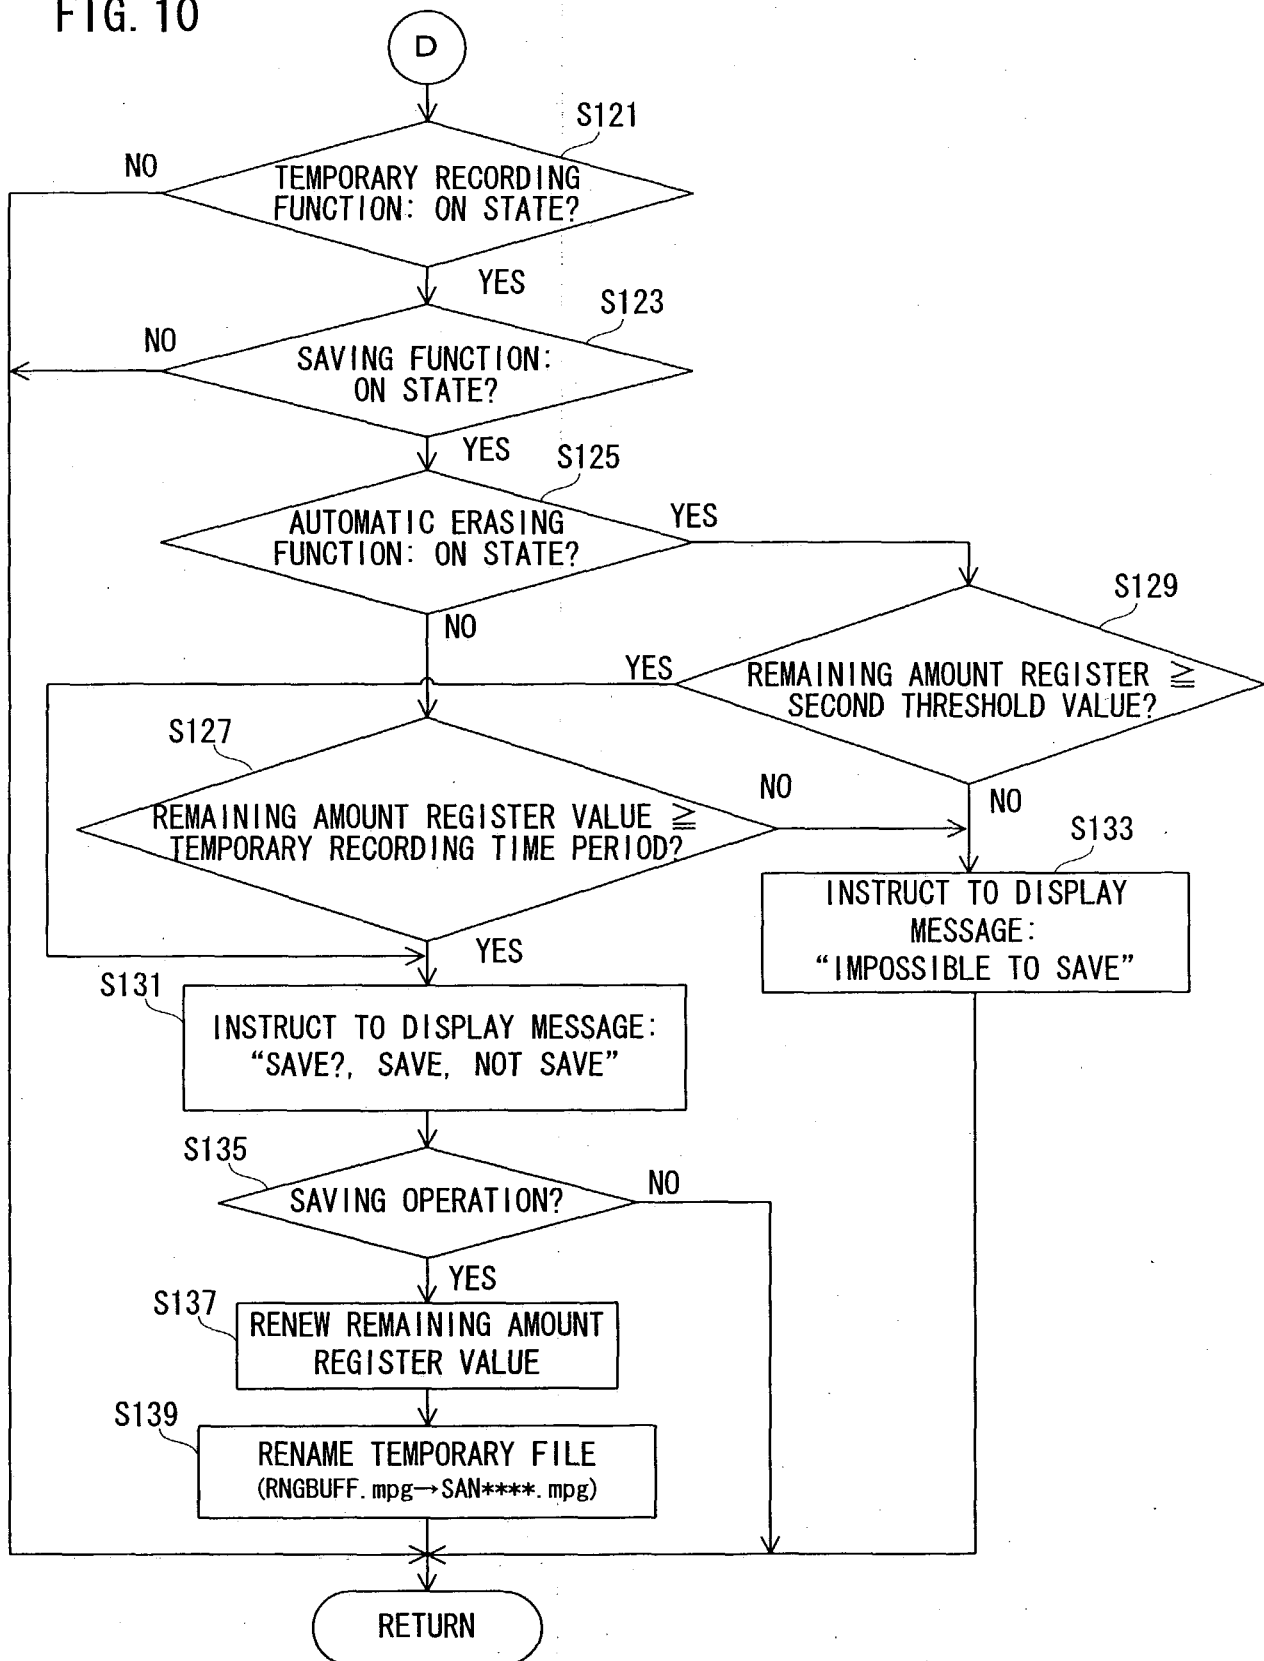 FIG. 10
D
S121
NO
TEMPORARY RECORDING
FUNCTION: ON STATE?
YES
S123
NO
SAVING FUNCTION:
ON STATE?
YES
S125
AUTOMATIC ERASING
FUNCTION: ON STATE?
YES
NO
S129
YES
REMAINING AMOUNT REGISTER ≧
SECOND THRESHOLD VALUE?
S127
NO
REMAINING AMOUNT REGISTER VALUE ≧
TEMPORARY RECORDING TIME PERIOD?
NO
S133
INSTRUCT TO DISPLAY
MESSAGE:
“IMPOSSIBLE TO SAVE”
YES
S131
INSTRUCT TO DISPLAY MESSAGE:
“SAVE?, SAVE, NOT SAVE”
S135
SAVING OPERATION?
NO
YES
S137
RENEW REMAINING AMOUNT
REGISTER VALUE
S139
RENAME TEMPORARY FILE
(RNGBUFF.mpg→SAN****.mpg)
RETURN